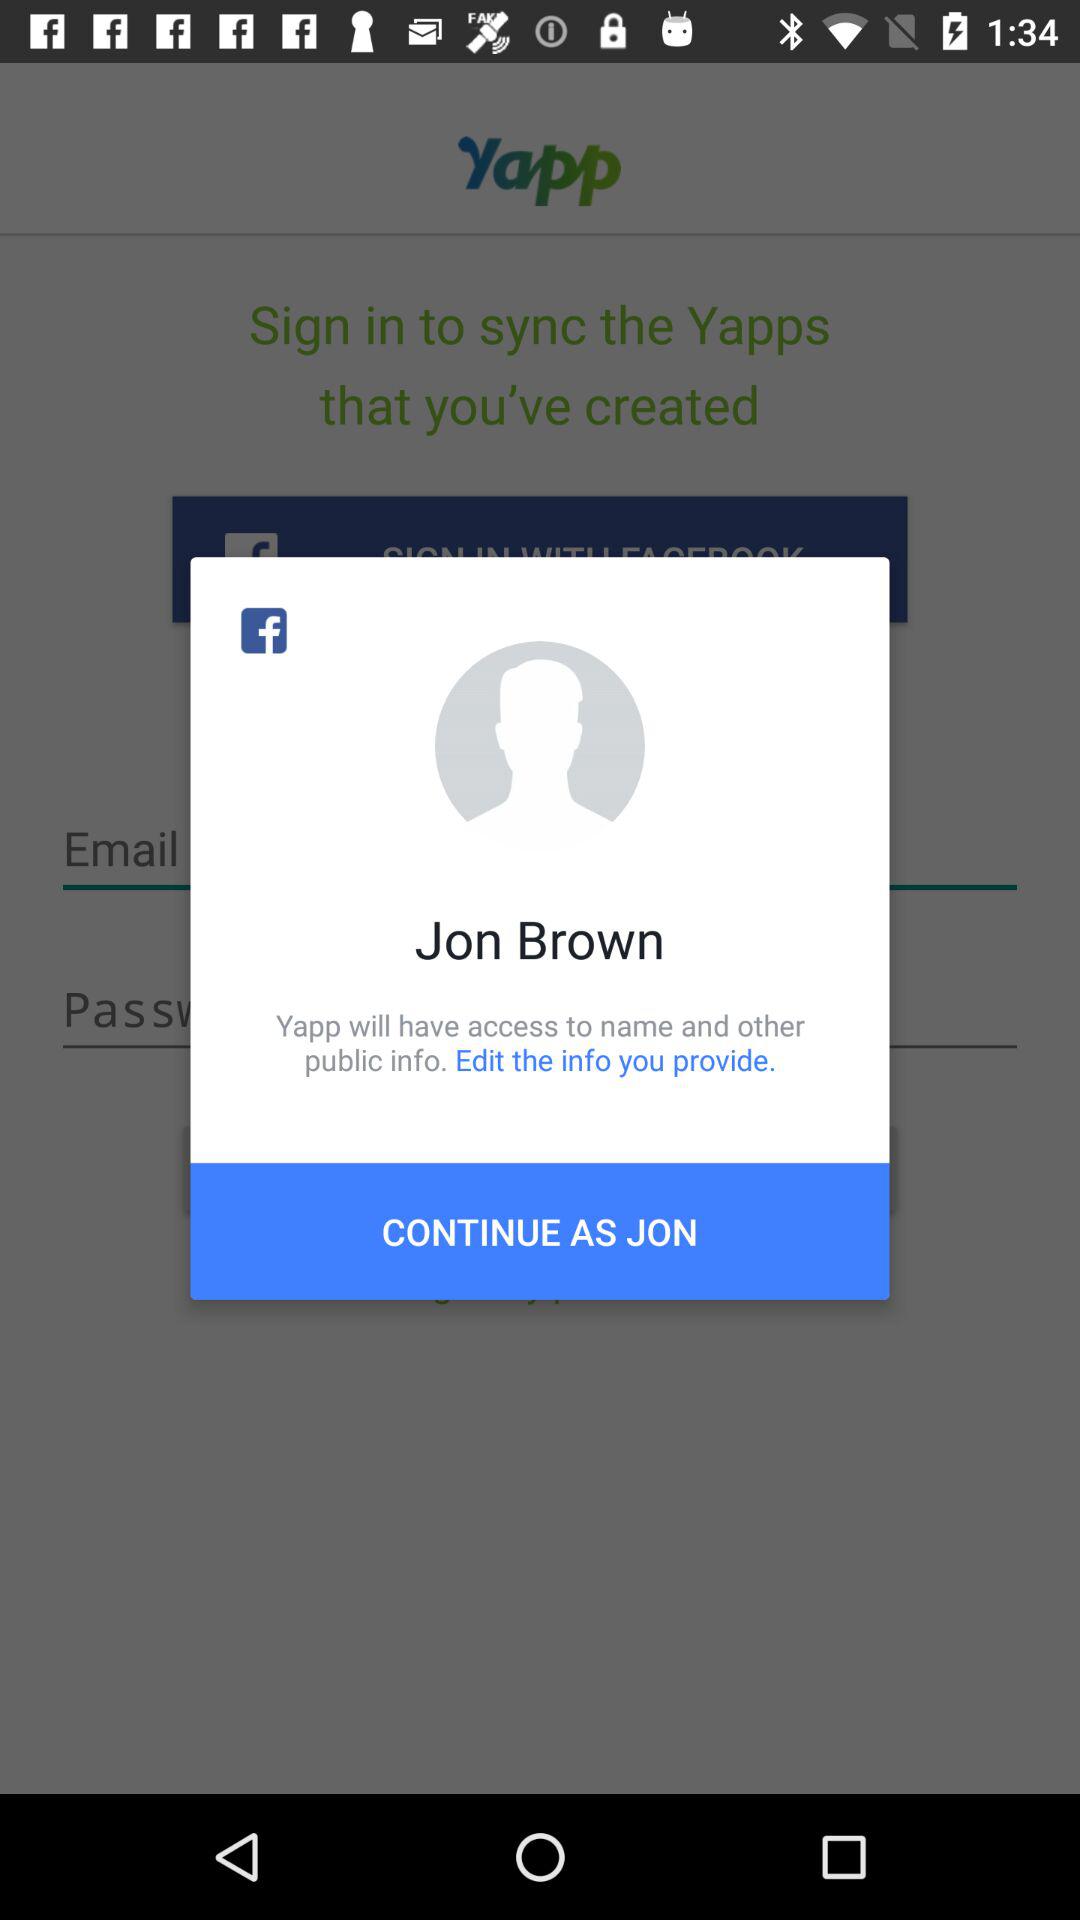 FAKE
1:34
Yapp
Sign in to sync the Yapps
that you’ve created
SIGN IN WITH FACEBOOK
Email
Jon Brown
Yapp will have access to name and other
public info. Edit the info you provide.
CONTINUE AS JON